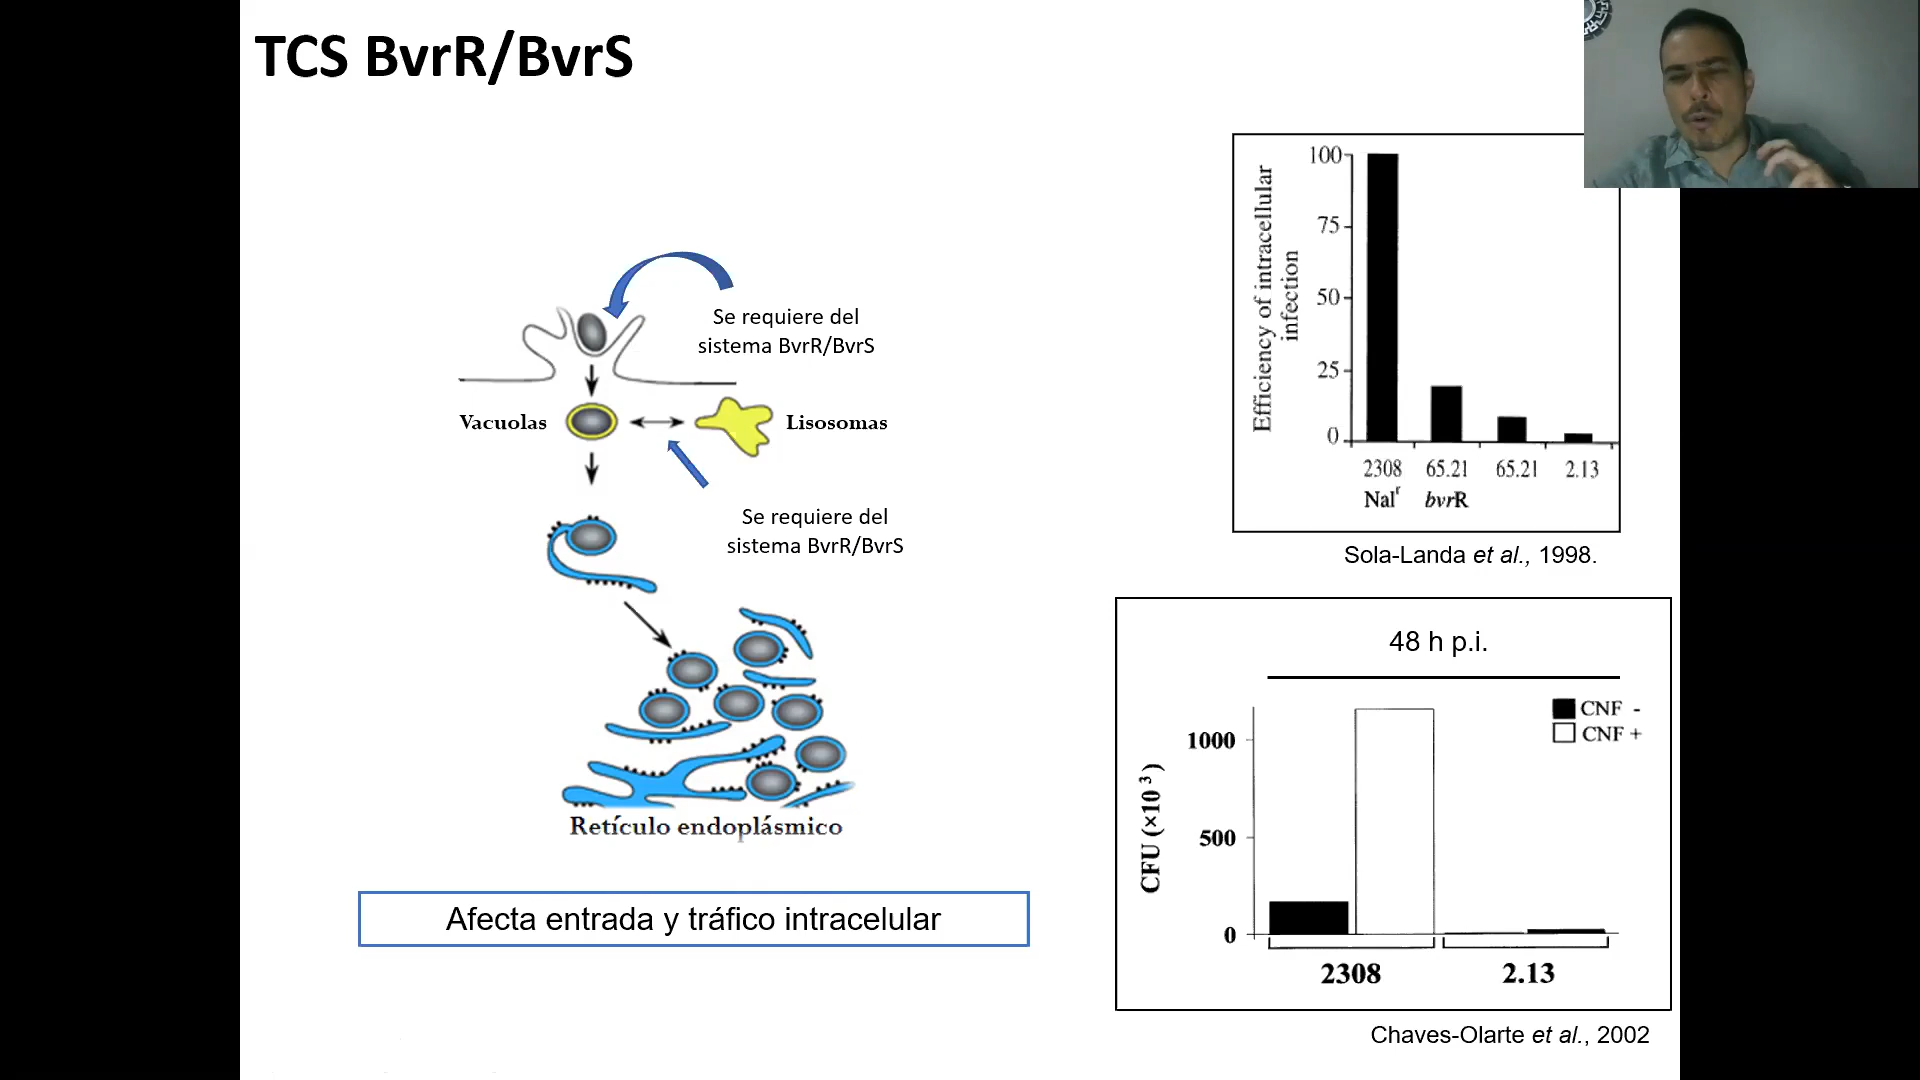 TCS BvrR/BvrS
Se requiere del
sistema BvrR/BvrS
Vacuolas
Lisosomas
Se requiere del
sistema BvrR/BvrS
Retículo endoplásmico
Afecta entrada y tráfico intracelular
Efficiency of intracellular
infection
100
75
50
25
0
2308 65.21 65.21 2.13
Nalʳ bvrR
Sola-Landa et al., 1998.
48 h p.i.
CNF -
CNF +
CFU (×10³)
1000
500
0
2308 2.13
Chaves-Olarte et al., 2002